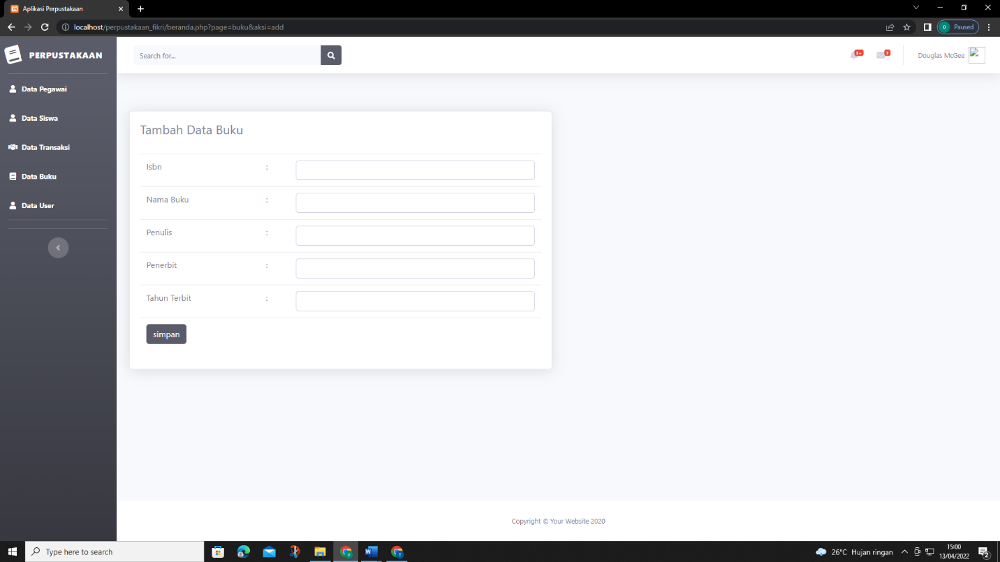 Aplikasi Perpustakaan
localhost/perpustakaan_fikri/beranda.php?page=buku&aksi=add
o
Paused
PERPUSTAKAAN
Search for...
3+
7
Douglas McGee
Data Pegawai
Data Siswa
Data Transaksi
Data Buku
Data User
Tambah Data Buku
Isbn :
Nama Buku :
Penulis :
Penerbit :
Tahun Terbit :
simpan
Copyright © Your Website 2020
Type here to search
26°C Hujan ringan
15:00
13/04/2022
2